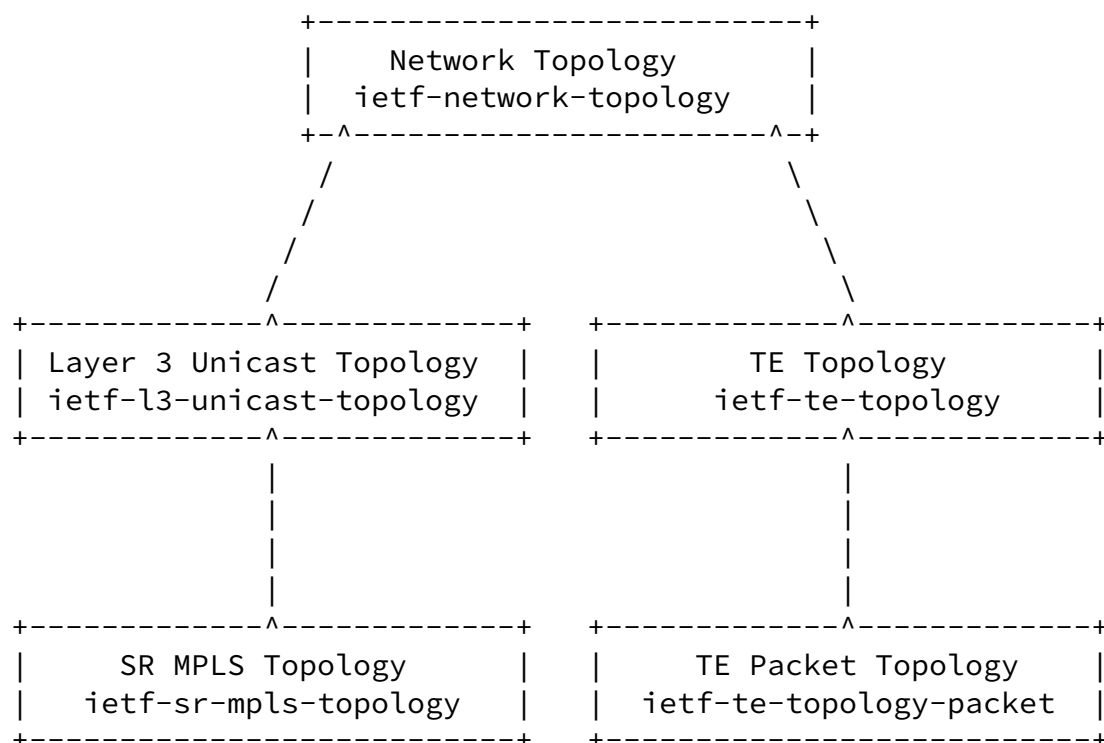 Network Topology
ietf-network-topology
Layer 3 Unicast Topology
ietf-l3-unicast-topology
TE Topology
ietf-te-topology
SR MPLS Topology
ietf-sr-mpls-topology
TE Packet Topology
ietf-te-topology-packet